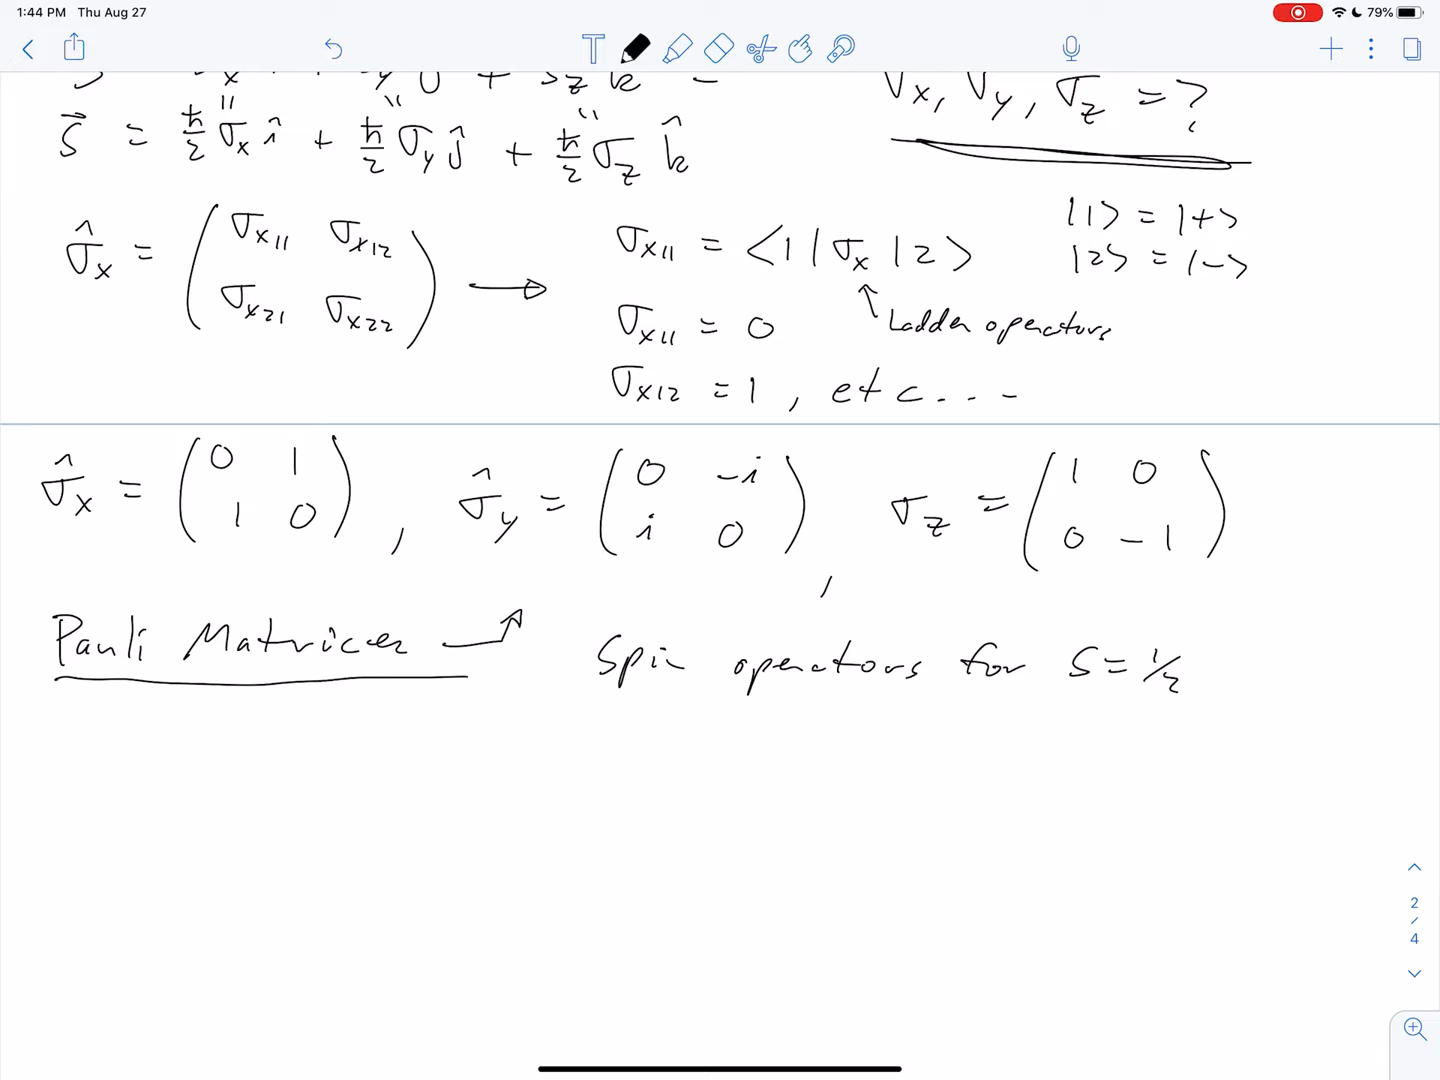 1:44 PM Thu Aug 27
79%
S⃗ = ħ/2 σx î + ħ/2 σy ĵ + ħ/2 σz k̂
σx, σy, σz = ?
σ̂x = ( σx11 σx12
σx21 σx22 ) →
σx11 = <1|σx|2>
|1> = |+>
|2> = |->
↑ Ladder operators
σx11 = 0
σx12 = 1, etc....
σ̂x = ( 0 1
1 0 ), σ̂y = ( 0 -i
i 0 ), σz = ( 1 0
0 -1 )
Pauli Matrices
Spin operators for S = 1/2
2
/
4